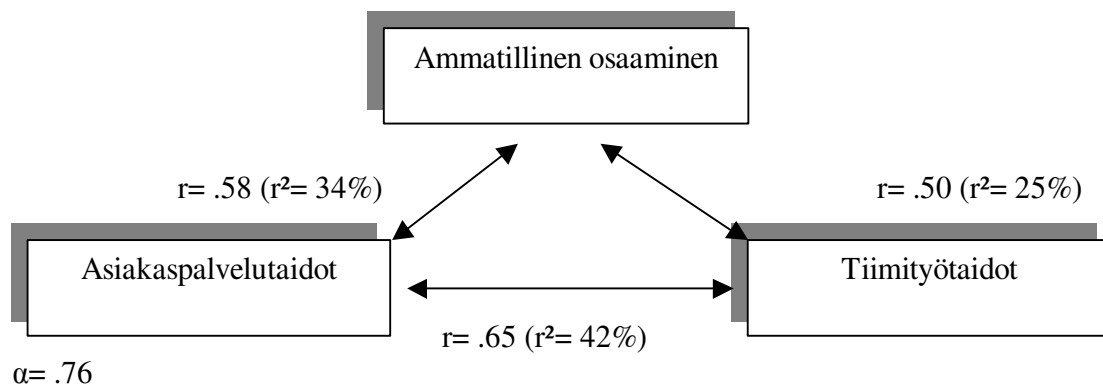 Ammatillinen osaaminen
r= .58 (r²= 34%)
r= .50 (r²= 25%)
Asiakaspalvelutaidot
Tiimityötaidot
r= .65 (r²= 42%)
α= .76